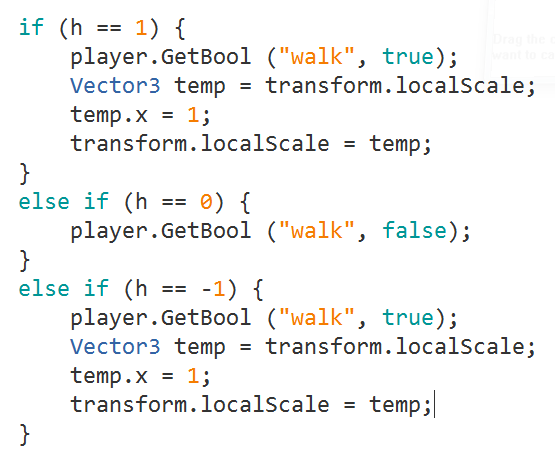 if (h == 1) {
    player.GetBool ("walk", true);
    Vector3 temp = transform.localScale;
    temp.x = 1;
    transform.localScale = temp;
}
else if (h == 0) {
    player.GetBool ("walk", false);
}
else if (h == -1) {
    player.GetBool ("walk", true);
    Vector3 temp = transform.localScale;
    temp.x = 1;
    transform.localScale = temp;
}
Drag the
want to